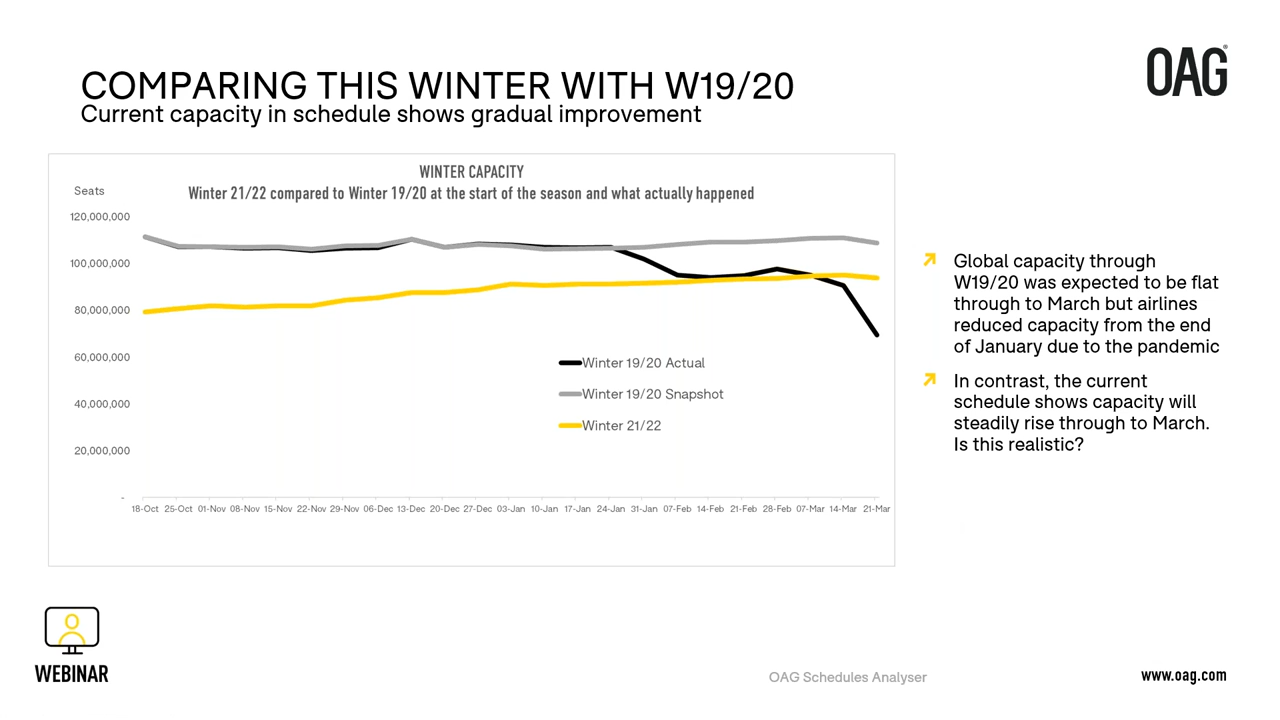 OAG
COMPARING THIS WINTER WITH W19/20
Current capacity in schedule shows gradual improvement
WINTER CAPACITY
Winter 21/22 compared to Winter 19/20 at the start of the season and what actually happened
Seats
120,000,000
100,000,000
80,000,000
60,000,000
40,000,000
20,000,000
-
18-Oct 25-Oct 01-Nov 08-Nov 15-Nov 22-Nov 29-Nov 06-Dec 13-Dec 20-Dec 27-Dec 03-Jan 10-Jan 17-Jan 24-Jan 31-Jan 07-Feb 14-Feb 21-Feb 28-Feb 07-Mar 14-Mar 21-Mar
Winter 19/20 Actual
Winter 19/20 Snapshot
Winter 21/22
Global capacity through
W19/20 was expected to be flat
through to March but airlines
reduced capacity from the end
of January due to the pandemic
In contrast, the current
schedule shows capacity will
steadily rise through to March.
Is this realistic?
WEBINAR
OAG Schedules Analyser
www.oag.com